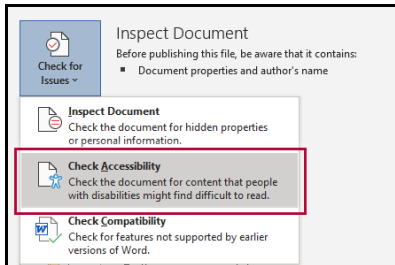 Inspect Document
Before publishing this file, be aware that it contains:
Document properties and author's name
Check for
Issues
Inspect Document
Check the document for hidden properties
or personal information.
Check Accessibility
Check the document for content that people
with disabilities might find difficult to read.
Check Compatibility
Check for features not supported by earlier
versions of Word.